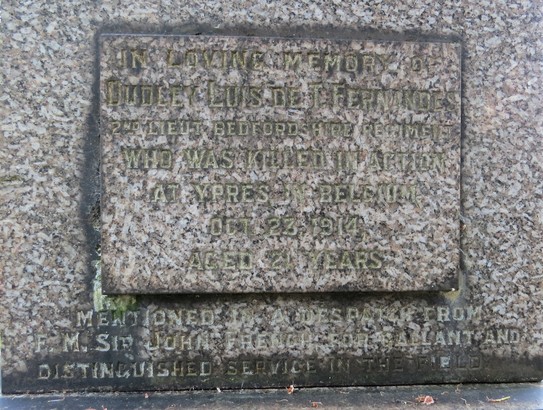 IN LOVING MEMORY OF
DUDLEY LUIS DE T. FERNANDES
2ND LIEUT BEDFORDSHIRE REGIMENT
WHO WAS KILLED IN ACTION
AT YPRES IN BELGIUM
OCT. 23. 1914
AGED 21 YEARS
MENTIONED IN A DESPATCH FROM
F. M. SIR JOHN FRENCH FOR GALLANT AND
DISTINGUISHED SERVICE IN THE FIELD